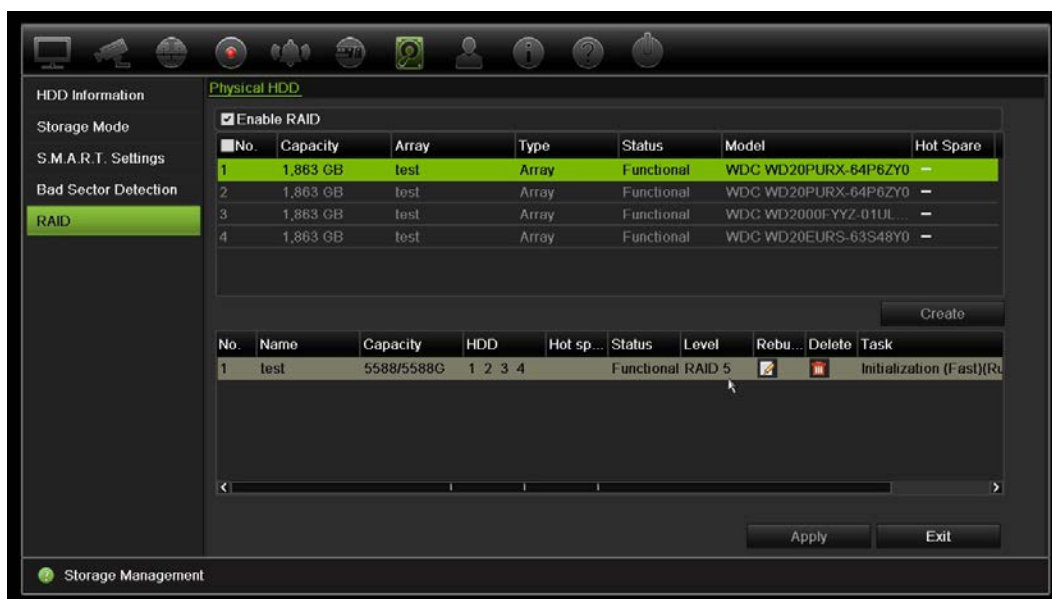 Physical HDD
HDD Information
Storage Mode
S.M.A.R.T. Settings
Bad Sector Detection
RAID
Enable RAID
No. Capacity Array Type Status Model Hot Spare
1 1,863 GB test Array Functional WDC WD20PURX-64P6ZY0 –
2 1,863 GB test Array Functional WDC WD20PURX-64P6ZY0 –
3 1,863 GB test Array Functional WDC WD2000FYYZ-01UL... –
4 1,863 GB test Array Functional WDC WD20EURS-63S48Y0 –
Create
No. Name Capacity HDD Hot sp... Status Level Rebu... Delete Task
1 test 5588/5588G 1 2 3 4 Functional RAID 5 Initialization (Fast)(Ru
Apply Exit
Storage Management